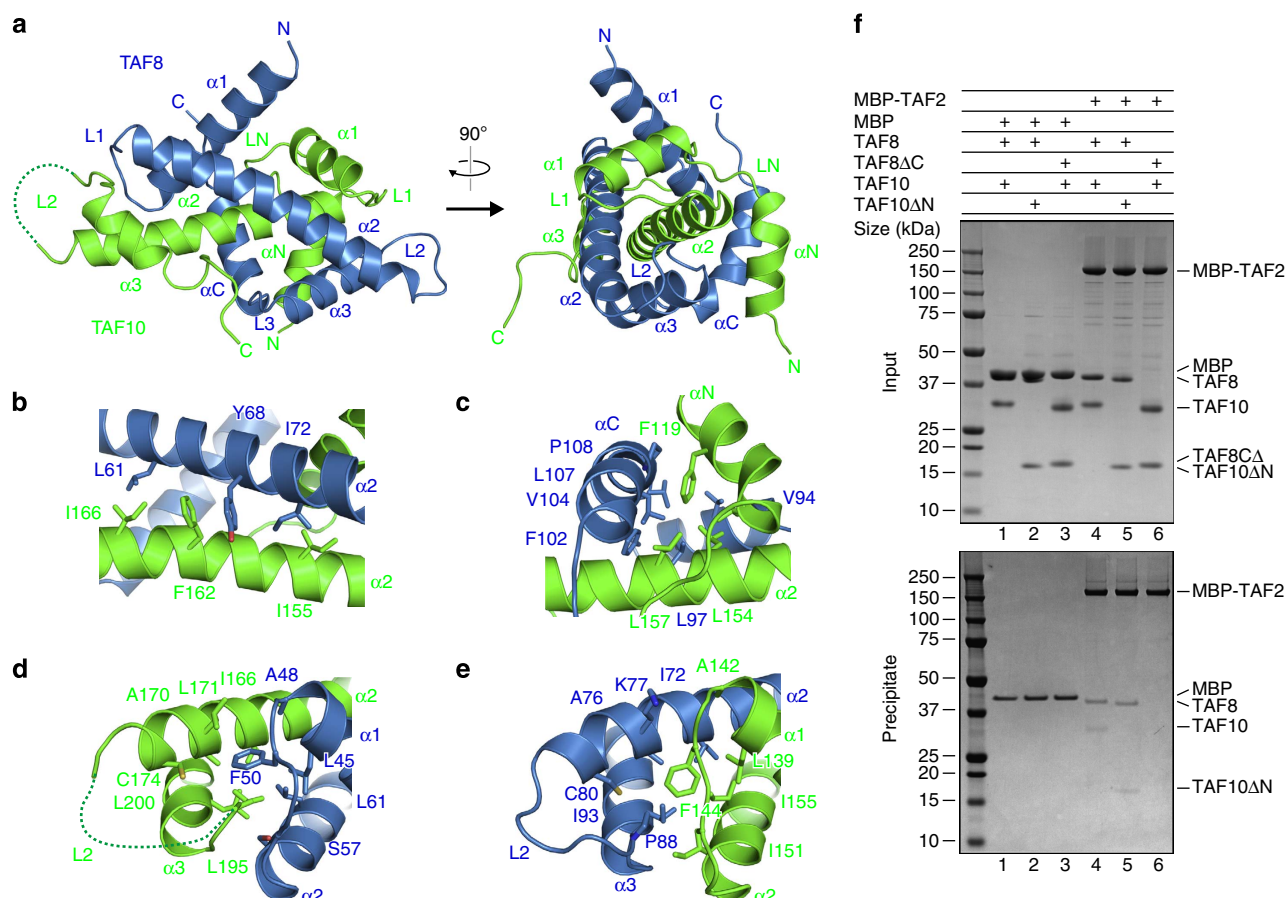 a
N
TAF8
α1
C
L1
LN
α1
L2
α2
L1
α2
L2
α3
αN
αC
L3
α3
TAF10
N
C
90°
N
α1
C
α1
LN
L1
α3
α2
αN
L2
α2
α3
αC
C
N
b
Y68
I72
L61
α2
I166
α2
F162
I155
c
αN
αC
F119
P108
L107
V104
V94
F102
α2
L157
L97
L154
d
I166
A48
L171
A170
α2
α1
L45
C174
F50
L61
L200
S57
L2
L195
α3
α2
e
A142
I72
K77
A76
α2
α1
L139
C80
I155
I93
F144
P88
I151
L2
α3
α2
f
MBP-TAF2 + + +
MBP + + +
TAF8 + + + +
TAF8ΔC + +
TAF10 + + + +
TAF10ΔN + +
Size (kDa)
250
150
100
75
50
37
25
20
15
10
Input
MBP-TAF2
MBP
TAF8
TAF10
TAF8CΔ
TAF10ΔN
1 2 3 4 5 6
250
150
100
75
50
37
25
20
15
10
Precipitate
MBP-TAF2
MBP
TAF8
TAF10
TAF10ΔN
1 2 3 4 5 6